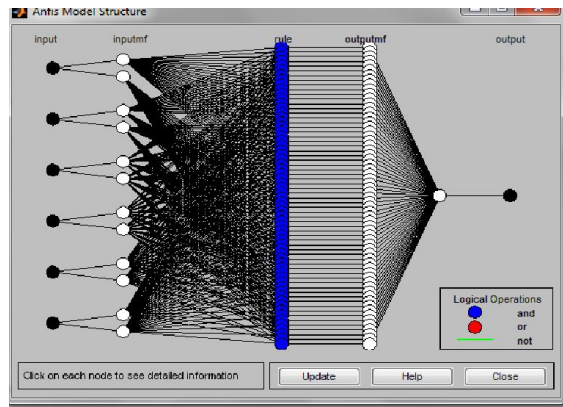 Anfis Model Structure
input inputmf rule outputmf output
Logical Operations
and
or
not
Click on each node to see detailed information
Update Help Close